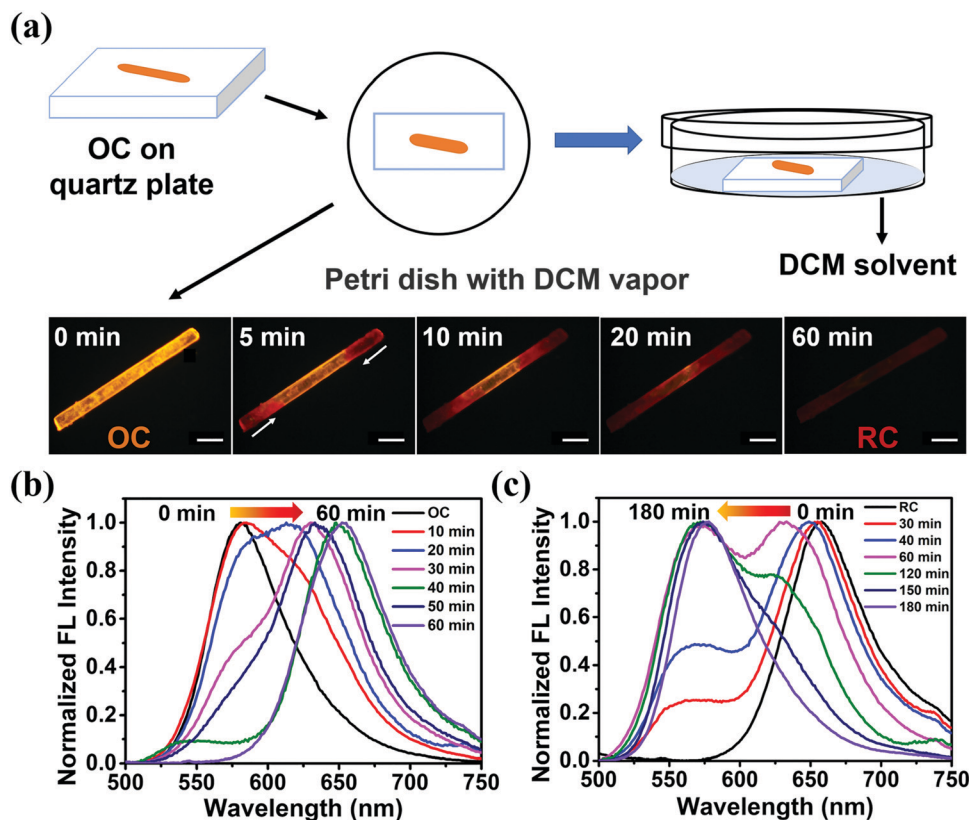 (a)
OC on
quartz plate
DCM solvent
Petri dish with DCM vapor
0 min
5 min
10 min
20 min
60 min
OC
RC
(b)
0 min
60 min
OC
10 min
20 min
30 min
40 min
50 min
60 min
Normalized FL Intensity
1.0
0.8
0.6
0.4
0.2
0.0
500
550
600
650
700
750
Wavelength (nm)
(c)
180 min
0 min
RC
30 min
40 min
60 min
120 min
150 min
180 min
Normalized FL Intensity
1.0
0.8
0.6
0.4
0.2
0.0
500
550
600
650
700
750
Wavelength (nm)